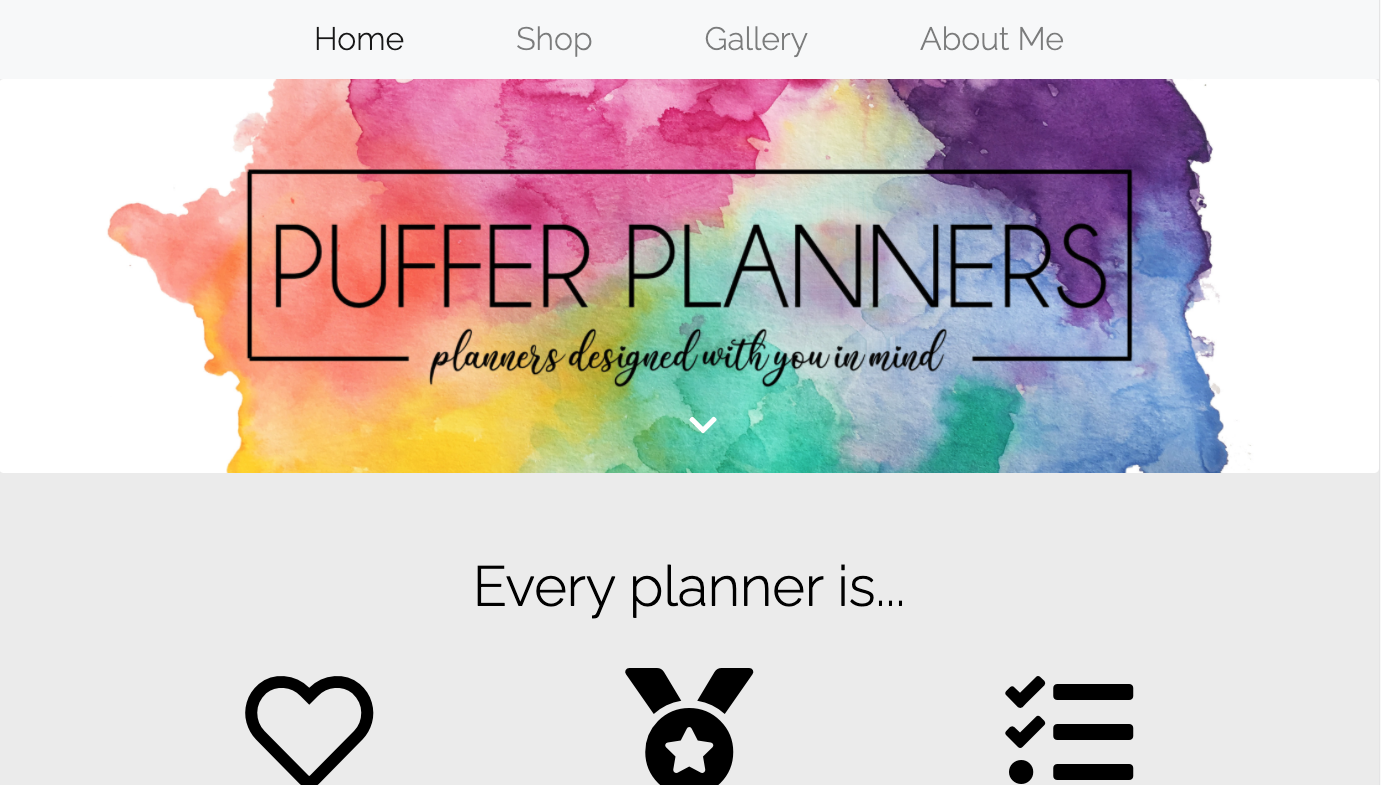 Home Shop Gallery About Me
PUFFER PLANNERS
planners designed with you in mind
Every planner is...